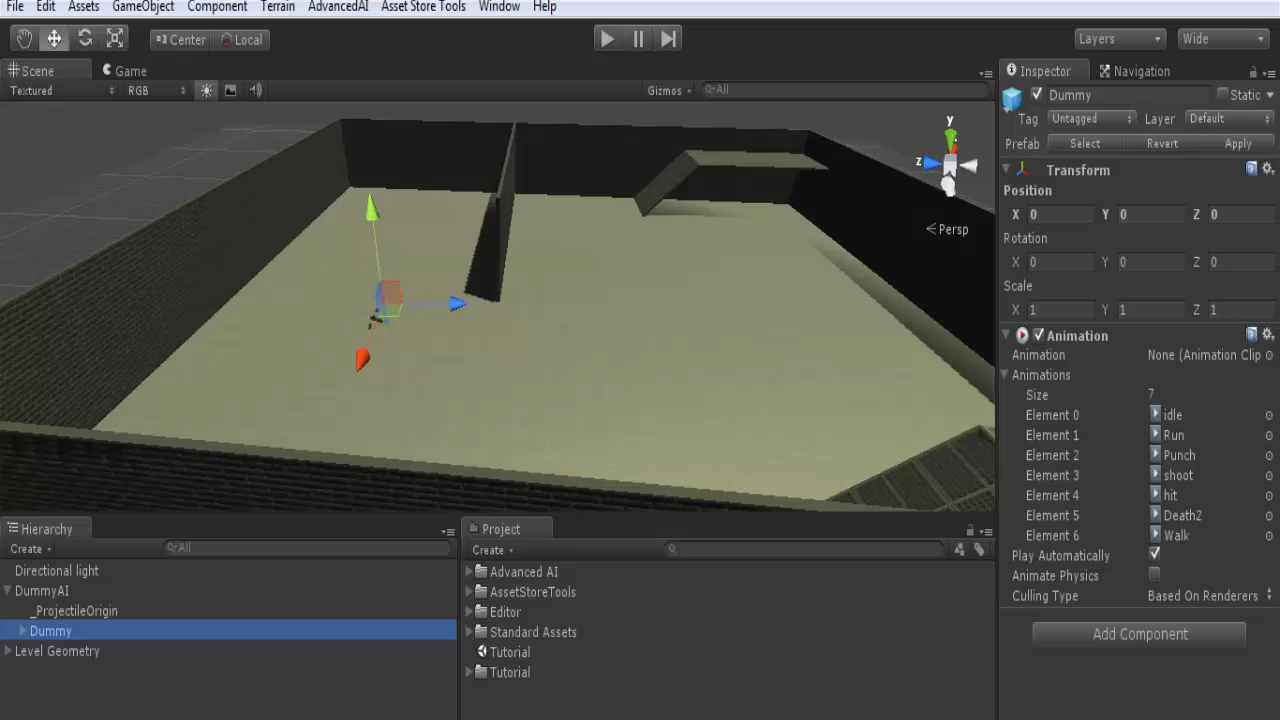 File Edit Assets GameObject Component Terrain AdvancedAI Asset Store Tools Window Help
Center Local Layers Wide
Scene Game
Textured RGB Gizmos All
y
z
Persp
Inspector Navigation
Dummy Static
Tag Untagged Layer Default
Prefab Select Revert Apply
Transform
Position
X 0 Y 0 Z 0
Rotation
X 0 Y 0 Z 0
Scale
X 1 Y 1 Z 1
Animation
Animation None (Animation Clip
Animations
Size 7
Element 0 idle
Element 1 Run
Element 2 Punch
Element 3 shoot
Element 4 hit
Element 5 Death2
Element 6 Walk
Play Automatically
Animate Physics
Culling Type Based On Renderers
Add Component
Hierarchy
Create All
Directional light
DummyAI
_ProjectileOrigin
Dummy
Level Geometry
Project
Create
Advanced AI
AssetStoreTools
Editor
Standard Assets
Tutorial
Tutorial